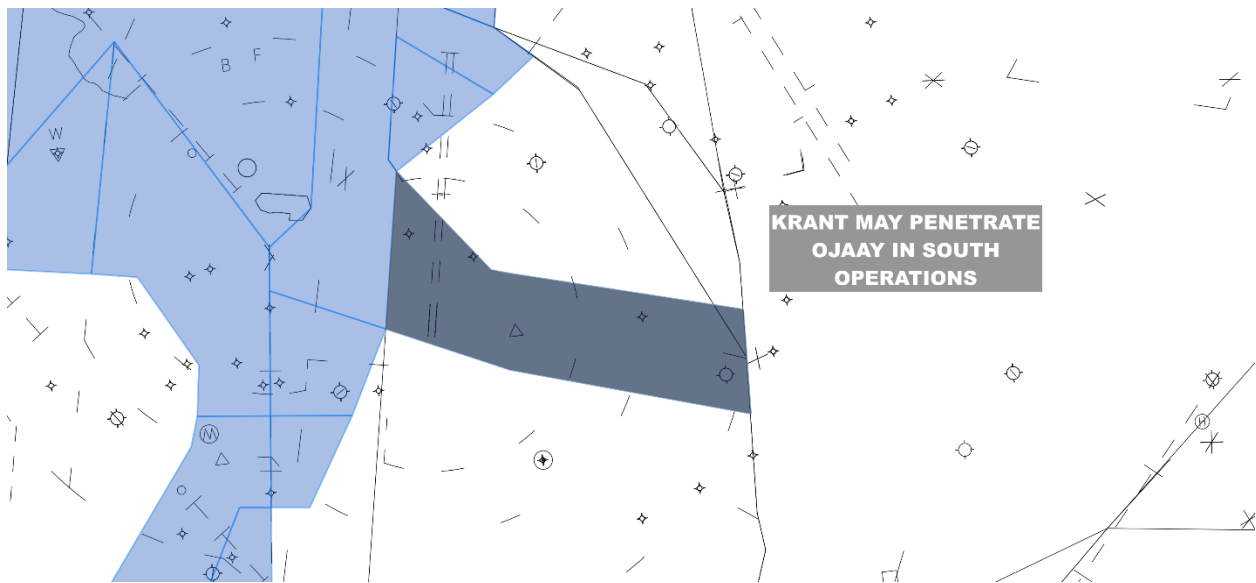 B F
W
KRANT MAY PENETRATE
OJAAY IN SOUTH
OPERATIONS
M
H